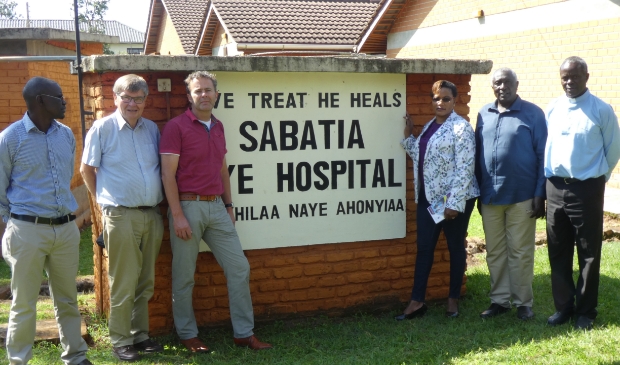 VE TREAT HE HEALS
SABATIA
YE HOSPITAL
HILAA NAYE AHONYIAA